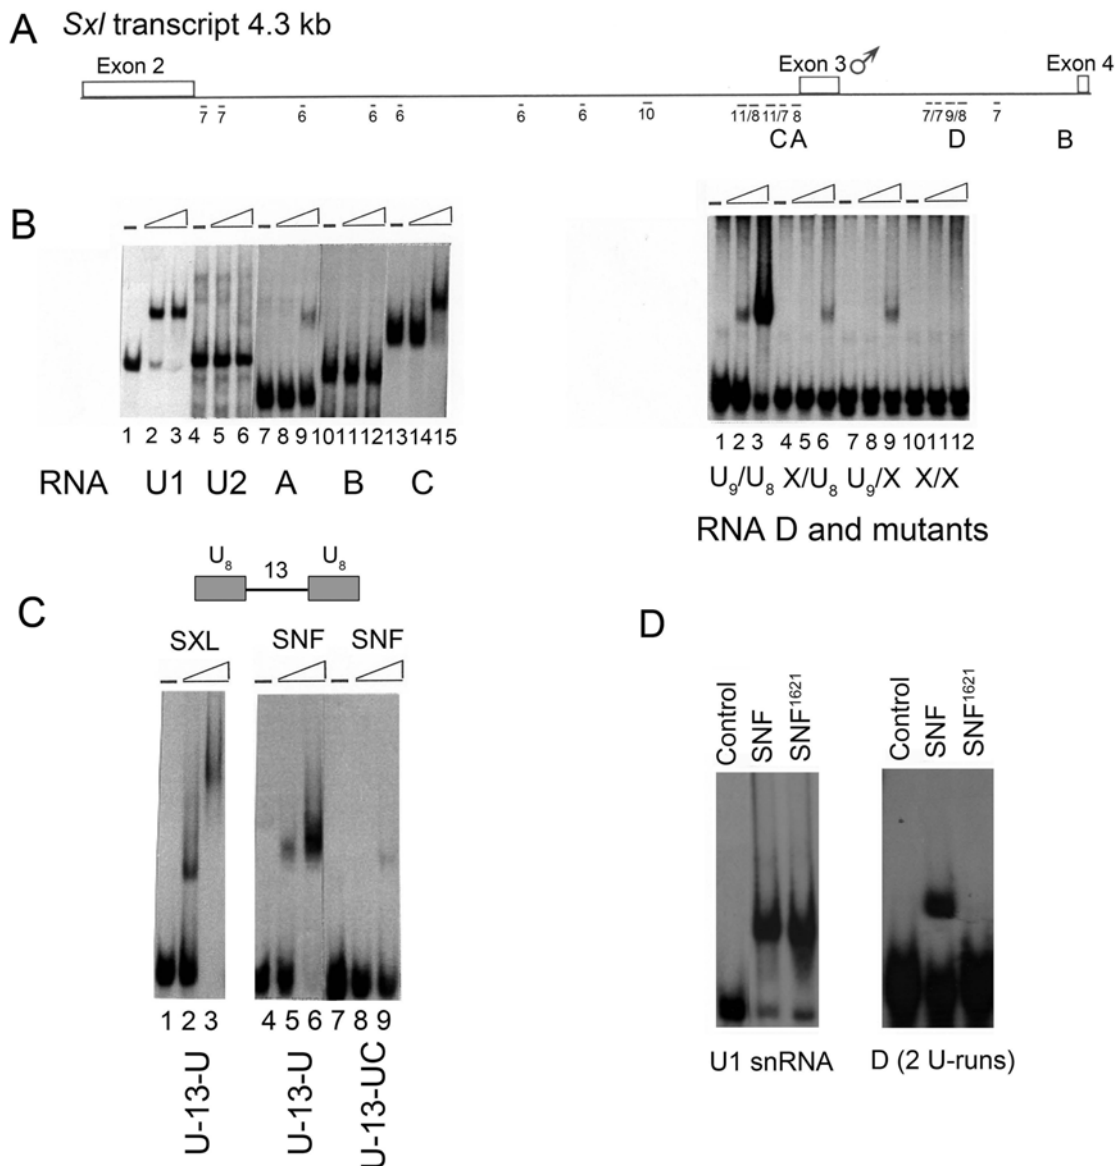 A Sxl transcript 4.3 kb
Exon 2 Exon 3 ♂ Exon 4
7 7 6 6 6 6 6 10 11/8 11/7 8 7/7 9/8 7
C A D B
B
1 2 3 4 5 6 7 8 9 10 11 12 13 14 15
RNA U1 U2 A B C
1 2 3 4 5 6 7 8 9 10 11 12
U9/U8 X/U8 U9/X X/X
RNA D and mutants
C
U8 13 U8
SXL SNF SNF
1 2 3 4 5 6 7 8 9
U-13-U U-13-U U-13-UC
D
Control SNF SNF1621 Control SNF SNF1621
U1 snRNA D (2 U-runs)